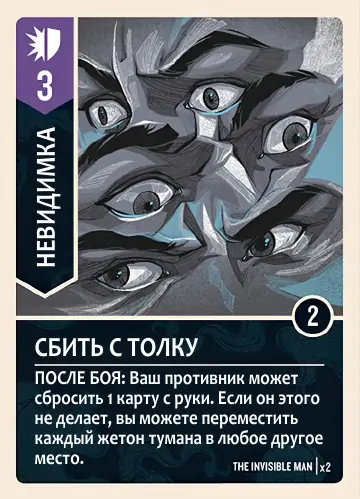 3
НЕВИДИМКА
2
СБИТЬ С ТОЛКУ
ПОСЛЕ БОЯ: Ваш противник может
сбросить 1 карту с руки. Если он этого
не делает, вы можете переместить
каждый жетон тумана в любое другое
место.
THE INVISIBLE MAN | x2